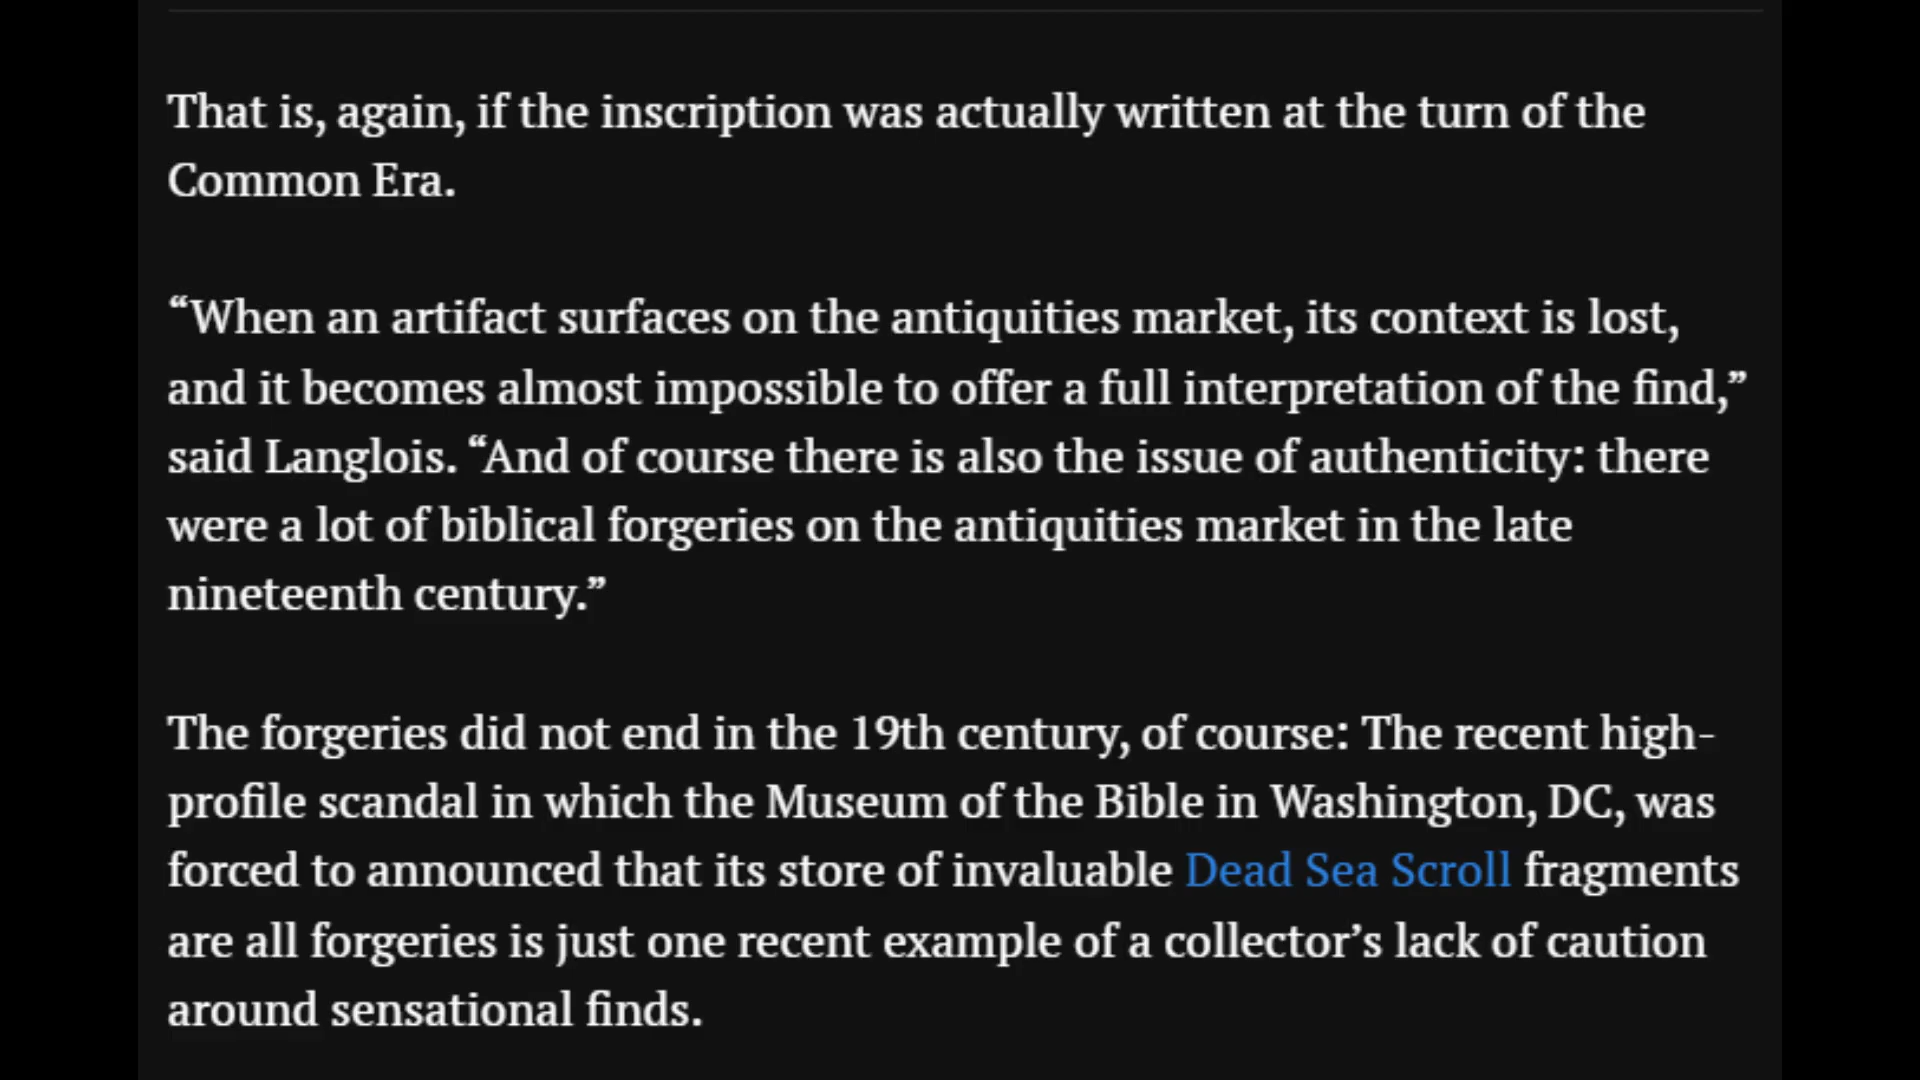 That is, again, if the inscription was actually written at the turn of the
Common Era.
“When an artifact surfaces on the antiquities market, its context is lost,
and it becomes almost impossible to offer a full interpretation of the find,”
said Langlois. “And of course there is also the issue of authenticity: there
were a lot of biblical forgeries on the antiquities market in the late
nineteenth century.”
The forgeries did not end in the 19th century, of course: The recent high-
profile scandal in which the Museum of the Bible in Washington, DC, was
forced to announced that its store of invaluable Dead Sea Scroll fragments
are all forgeries is just one recent example of a collector’s lack of caution
around sensational finds.